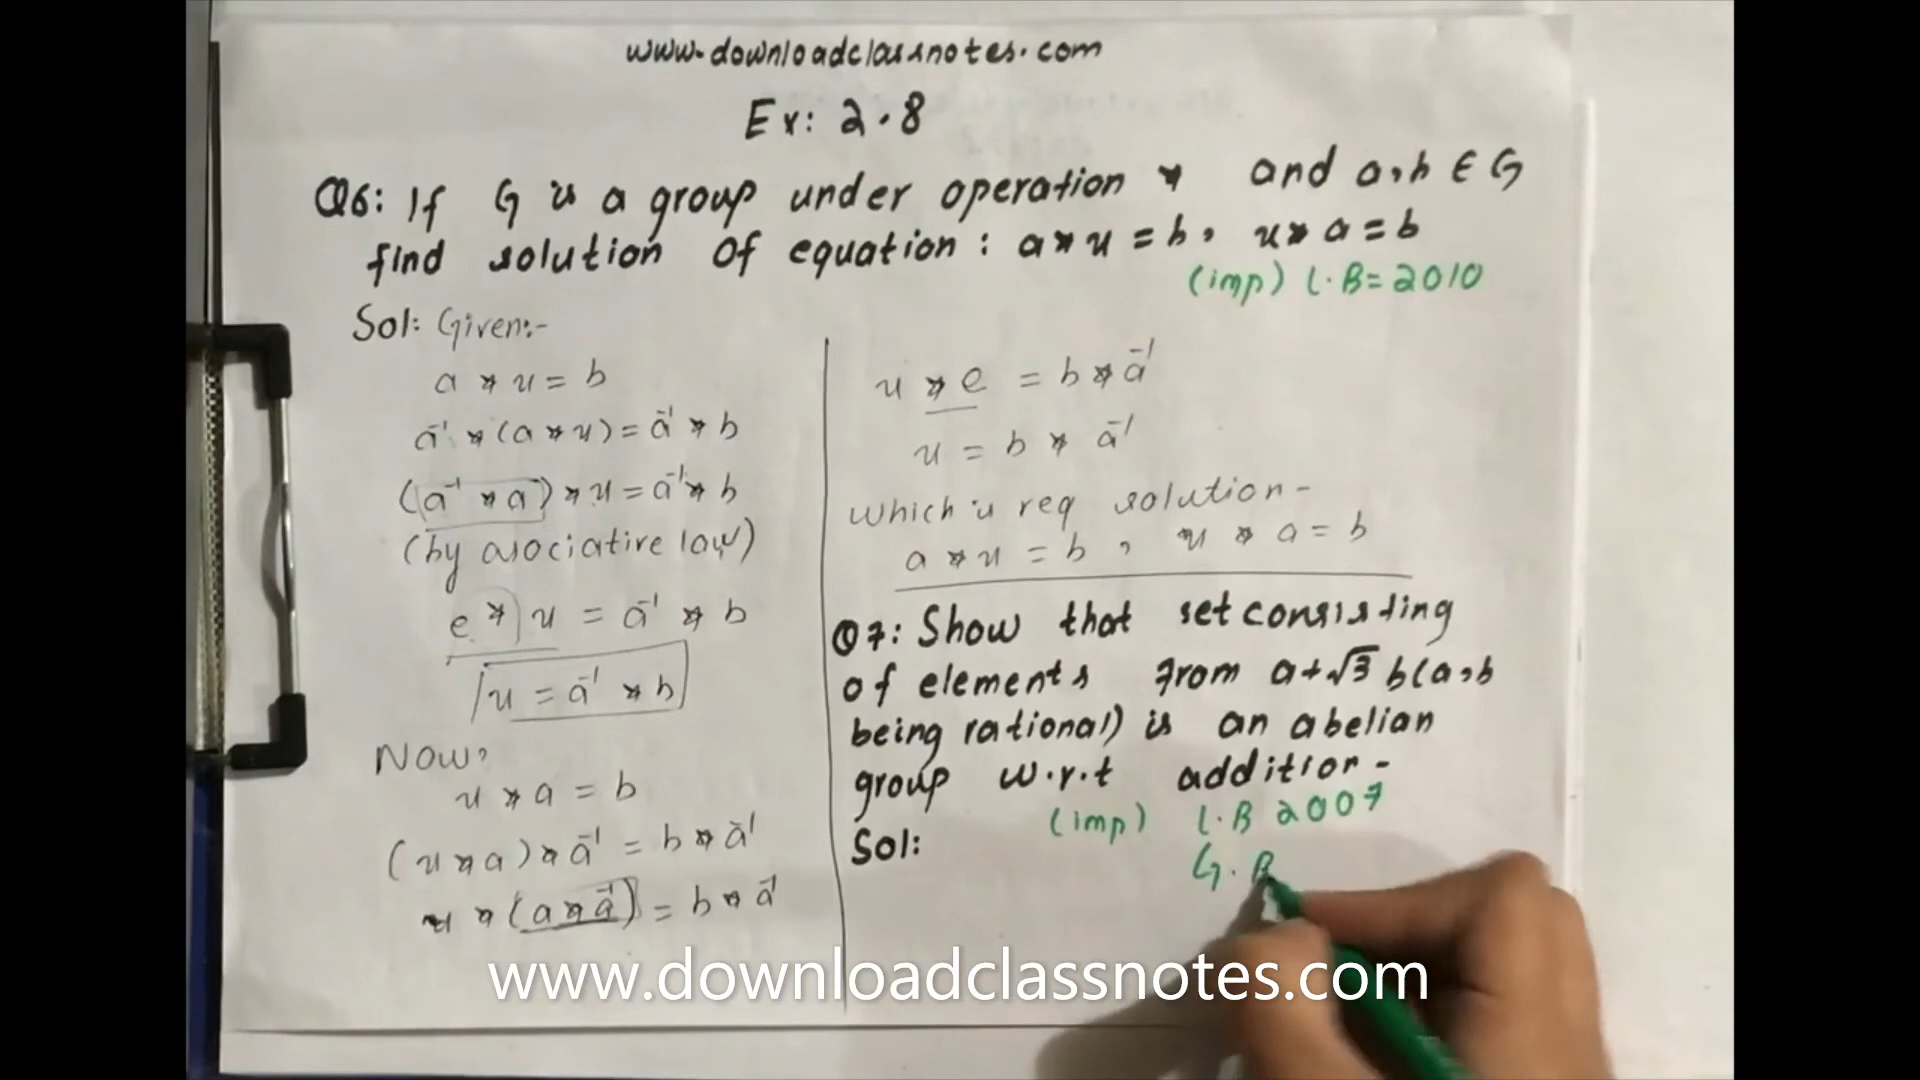 www.downloadclassnotes.com
Ex: 2.8
Q6: If G is a group under operation * and a,b ∈ G
find solution of equation: a*x = b, x*a = b
(imp) L.B=2010
Sol: Given:-
a * x = b
a⁻¹ * (a * x) = a⁻¹ * b
(a⁻¹ * a) * x = a⁻¹ * b
(by asociative law)
e * x = a⁻¹ * b
x = a⁻¹ * b
Now,
x * a = b
(x * a) * a⁻¹ = b * a⁻¹
x * (a * a⁻¹) = b * a⁻¹
x * e = b * a⁻¹
x = b * a⁻¹
which is req solution-
a * x = b , x * a = b
Q7: Show that set consisting
of elements from a+√3 b(a,b
being rational) is an abelian
group w.r.t addition-
(imp) L.B 2007
Sol:
G.B
www.downloadclassnotes.com